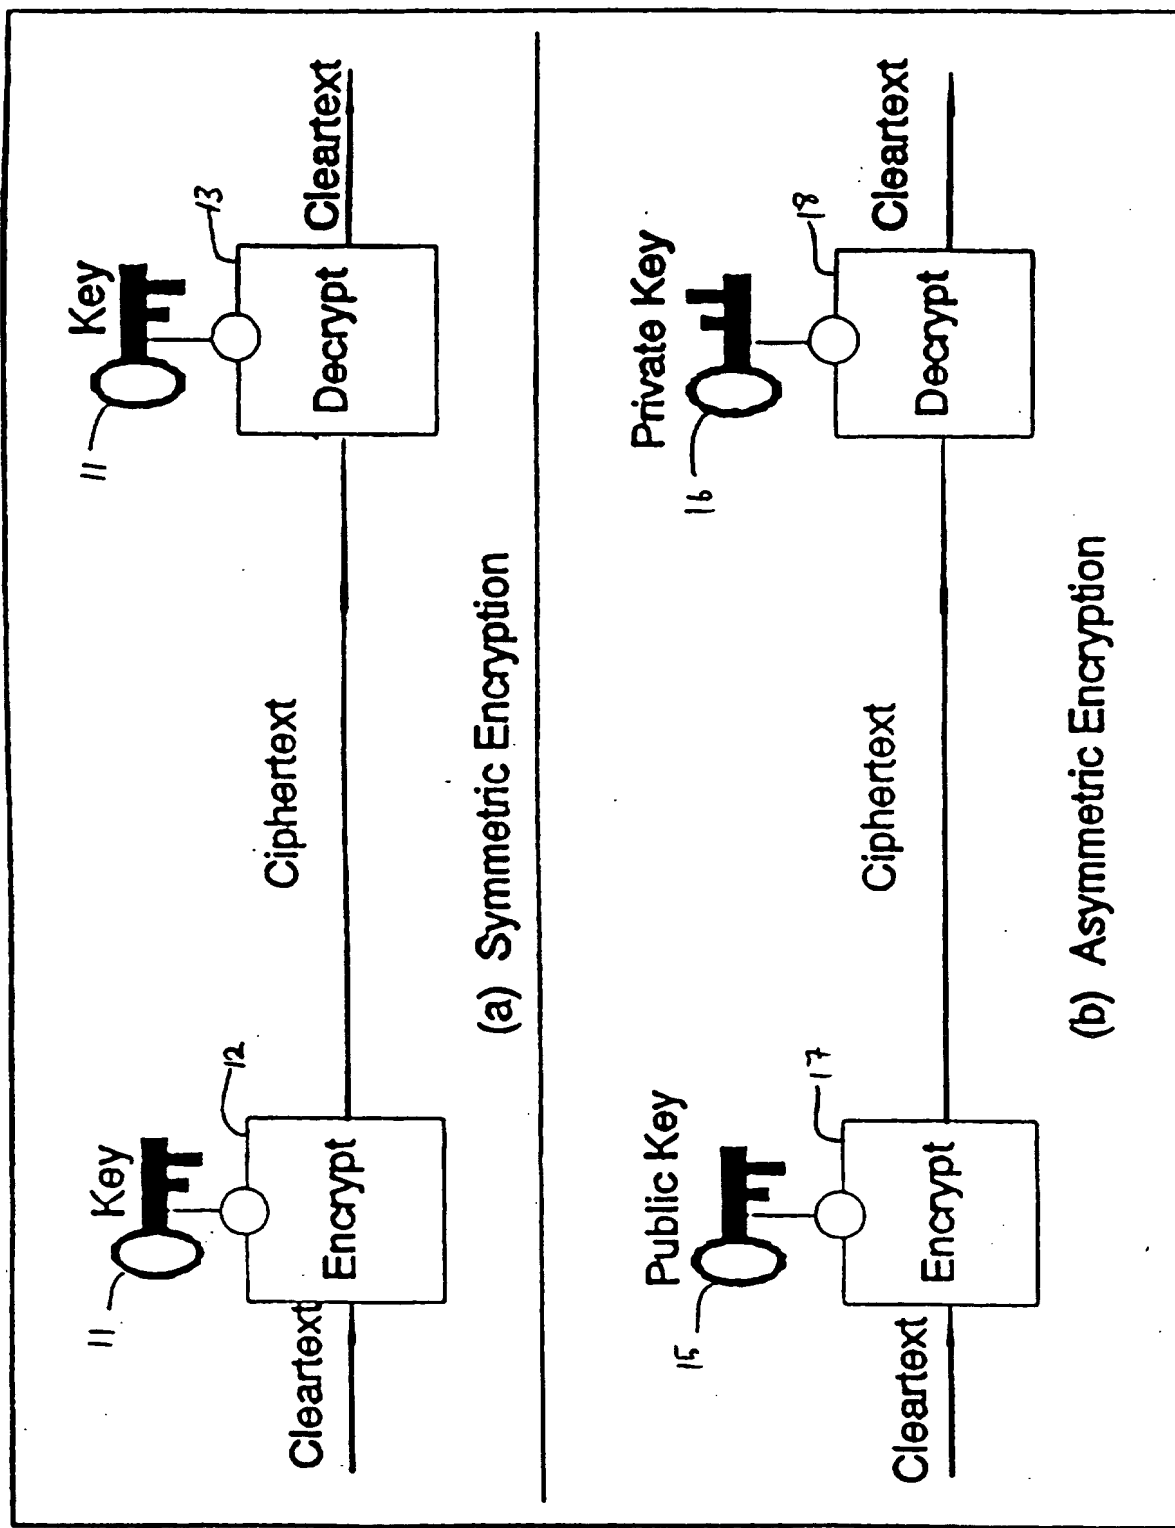 Key
Key
11
12
11
13
Cleartext
Encrypt
Ciphertext
Decrypt
Cleartext
(a) Symmetric Encryption
Public Key
Private Key
15
17
16
18
Cleartext
Encrypt
Ciphertext
Decrypt
Cleartext
(b) Asymmetric Encryption